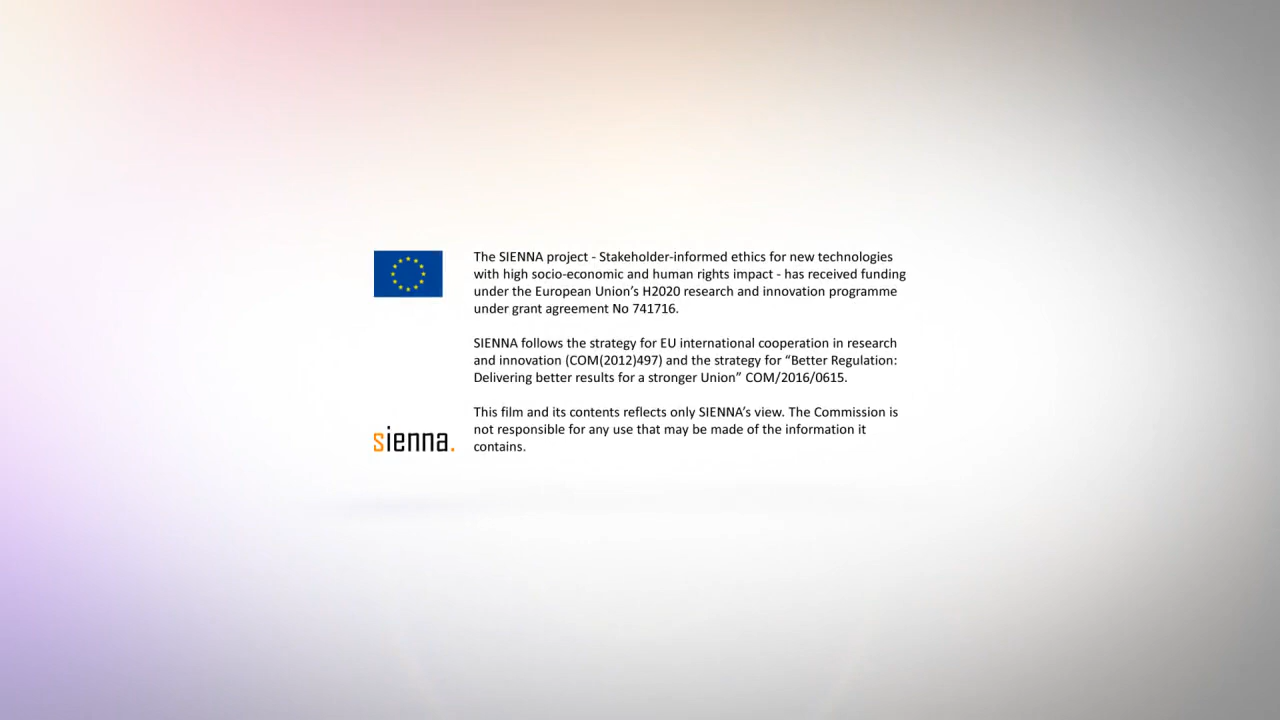 The SIENNA project - Stakeholder-informed ethics for new technologies
with high socio-economic and human rights impact - has received funding
under the European Union’s H2020 research and innovation programme
under grant agreement No 741716.
SIENNA follows the strategy for EU international cooperation in research
and innovation (COM(2012)497) and the strategy for “Better Regulation:
Delivering better results for a stronger Union” COM/2016/0615.
This film and its contents reflects only SIENNA’s view. The Commission is
not responsible for any use that may be made of the information it
contains.
sienna.